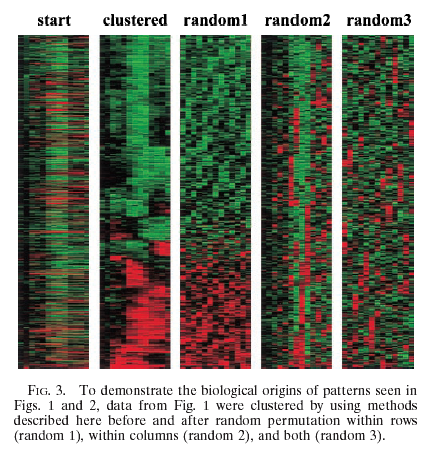 start clustered random1 random2 random3
FIG. 3. To demonstrate the biological origins of patterns seen in
Figs. 1 and 2, data from Fig. 1 were clustered by using methods
described here before and after random permutation within rows
(random 1), within columns (random 2), and both (random 3).